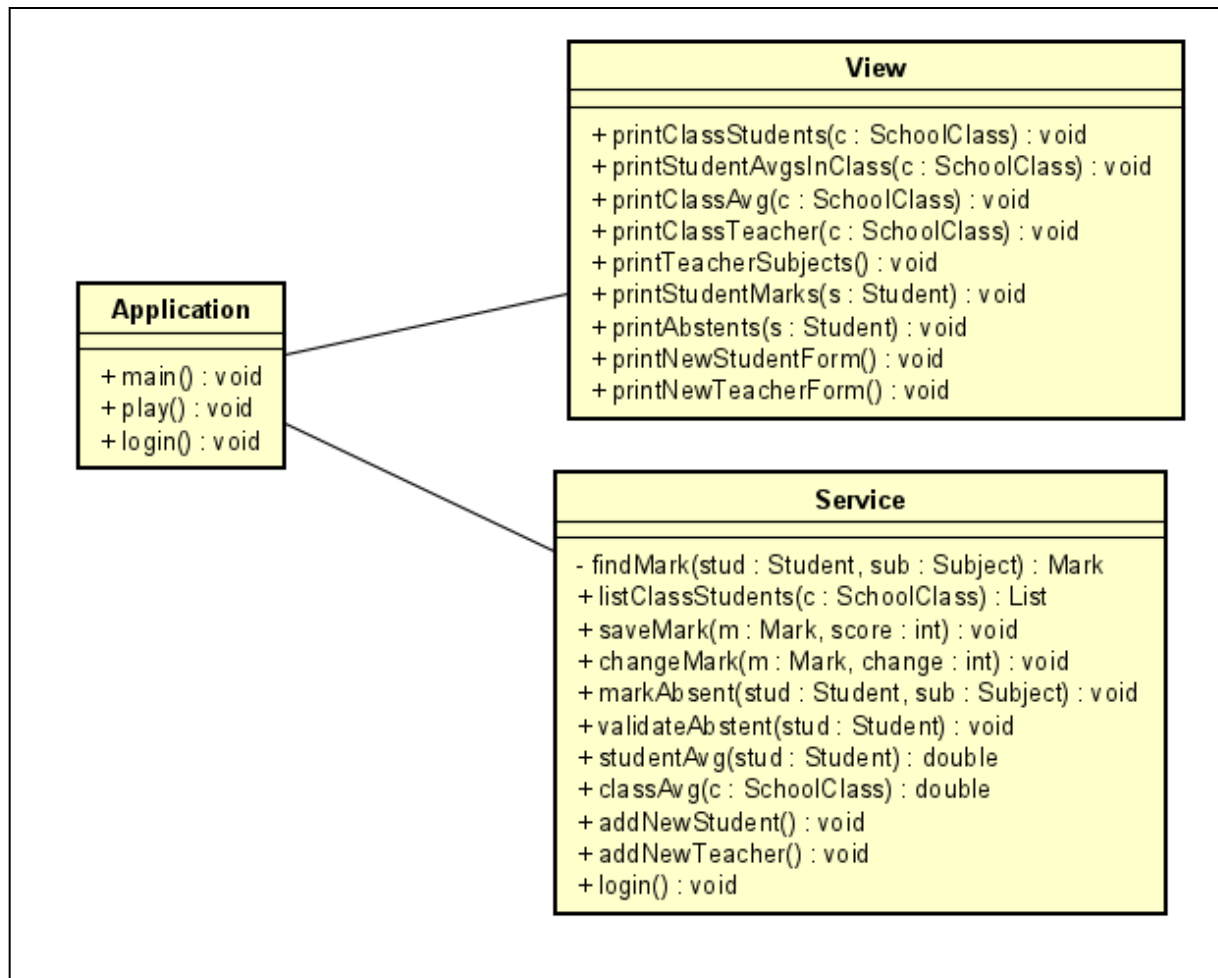 View
+ printClassStudents(c : SchoolClass) : void
+ printStudentAvgsInClass(c : SchoolClass) : void
+ printClassAvg(c : SchoolClass) : void
+ printClassTeacher(c : SchoolClass) : void
+ printTeacherSubjects() : void
+ printStudentMarks(s : Student) : void
+ printAbstents(s : Student) : void
+ printNewStudentForm() : void
+ printNewTeacherForm() : void
Application
+ main() : void
+ play() : void
+ login() : void
Service
- findMark(stud : Student, sub : Subject) : Mark
+ listClassStudents(c : SchoolClass) : List
+ saveMark(m : Mark, score : int) : void
+ changeMark(m : Mark, change : int) : void
+ markAbsent(stud : Student, sub : Subject) : void
+ validateAbstent(stud : Student) : void
+ studentAvg(stud : Student) : double
+ classAvg(c : SchoolClass) : double
+ addNewStudent() : void
+ addNewTeacher() : void
+ login() : void